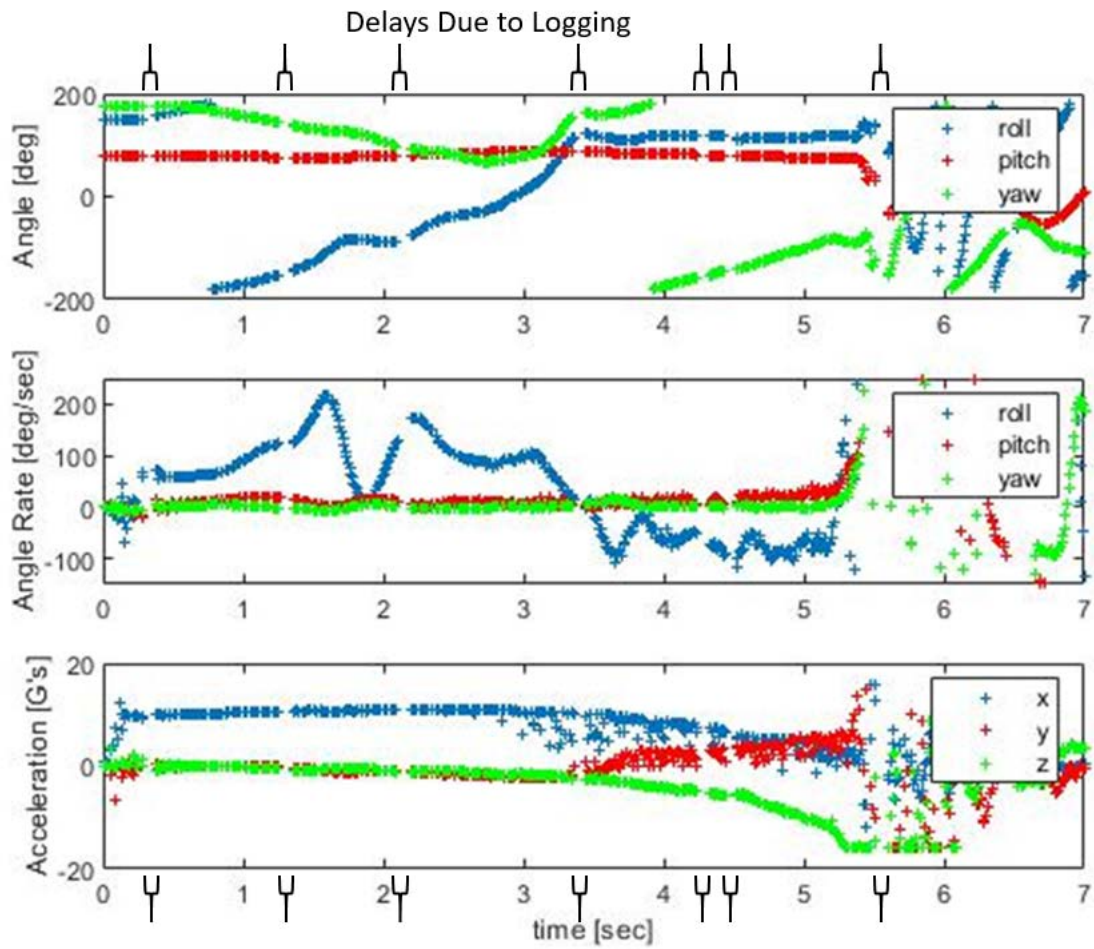 Delays Due to Logging
Angle [deg]
200
0
-200
roll
pitch
yaw
0 1 2 3 4 5 6 7
Angle Rate [deg/sec]
200
100
0
-100
roll
pitch
yaw
0 1 2 3 4 5 6 7
Acceleration [G's]
20
0
-20
x
y
z
0 1 2 3 4 5 6 7
time [sec]